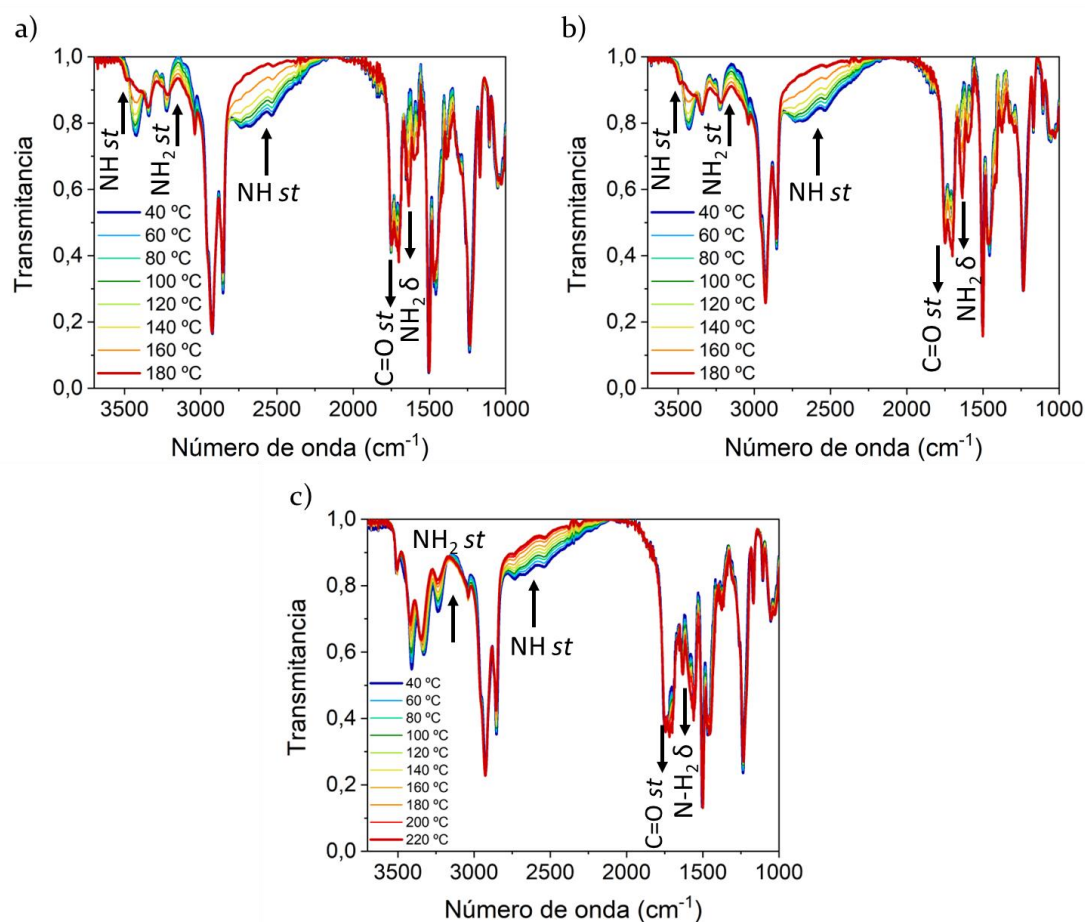 a)
1,0
0,8
0,6
0,4
0,2
0,0
Transmitancia
NH st
NH₂ st
NH st
C=O st
NH₂ δ
40 ºC
60 ºC
80 ºC
100 ºC
120 ºC
140 ºC
160 ºC
180 ºC
3500 3000 2500 2000 1500 1000
Número de onda (cm⁻¹)
b)
1,0
0,8
0,6
0,4
0,2
0,0
Transmitancia
NH st
NH₂ st
NH st
C=O st
NH₂ δ
40 ºC
60 ºC
80 ºC
100 ºC
120 ºC
140 ºC
160 ºC
180 ºC
3500 3000 2500 2000 1500 1000
Número de onda (cm⁻¹)
c)
1,0
0,8
0,6
0,4
0,2
0,0
Transmitancia
NH₂ st
NH st
C=O st
N-H₂ δ
40 ºC
60 ºC
80 ºC
100 ºC
120 ºC
140 ºC
160 ºC
180 ºC
200 ºC
220 ºC
3500 3000 2500 2000 1500 1000
Número de onda (cm⁻¹)